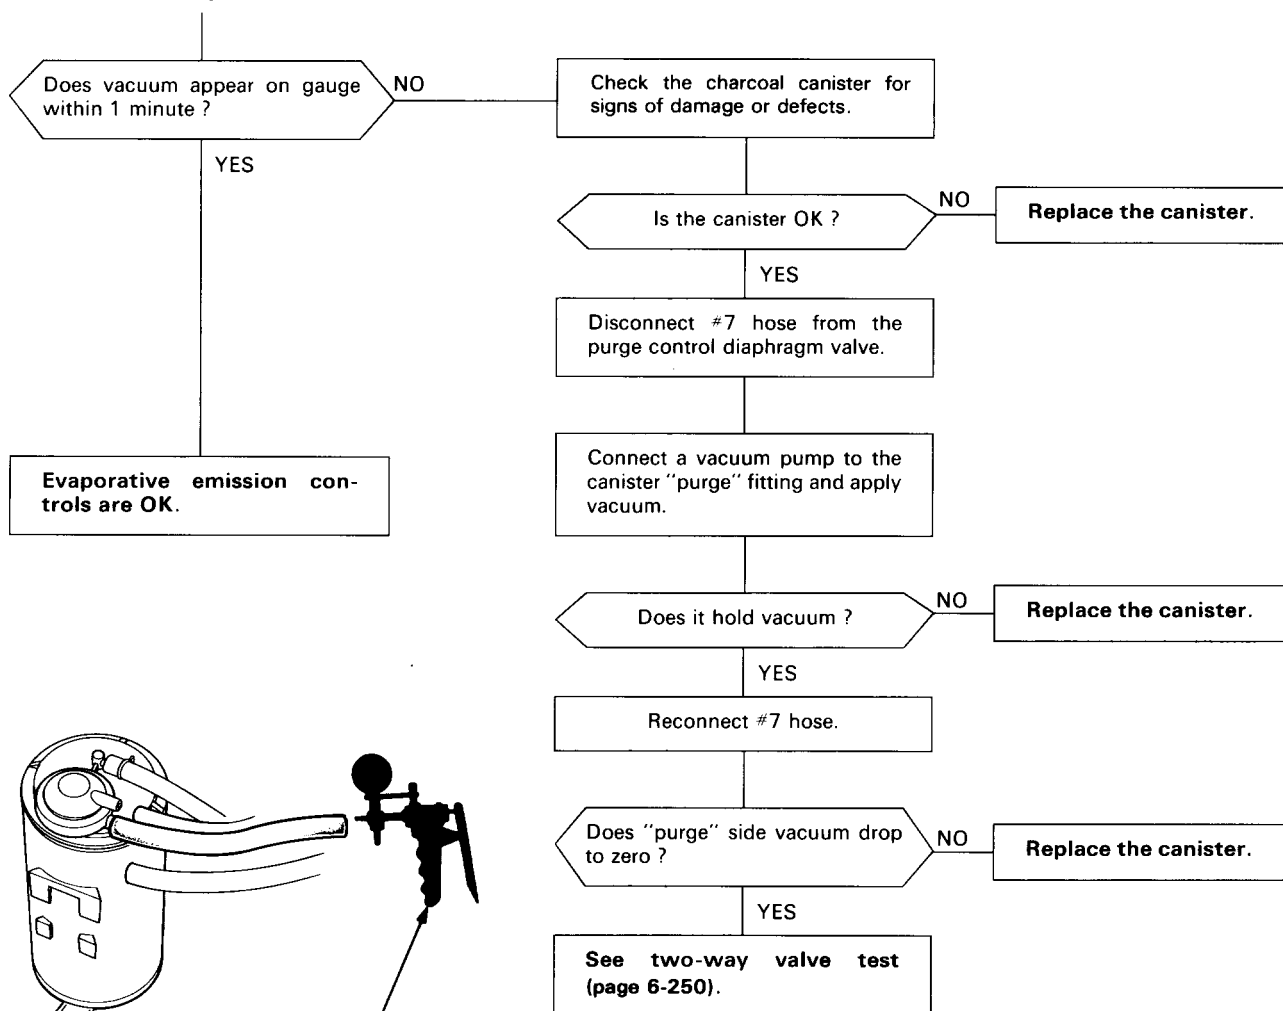 Does vacuum appear on gauge
within 1 minute ?
NO
YES
Evaporative emission con-
trols are OK.
Check the charcoal canister for
signs of damage or defects.
Is the canister OK ?
NO
Replace the canister.
YES
Disconnect #7 hose from the
purge control diaphragm valve.
Connect a vacuum pump to the
canister "purge" fitting and apply
vacuum.
Does it hold vacuum ?
NO
Replace the canister.
YES
Reconnect #7 hose.
Does "purge" side vacuum drop
to zero ?
NO
Replace the canister.
YES
See two-way valve test
(page 6-250).